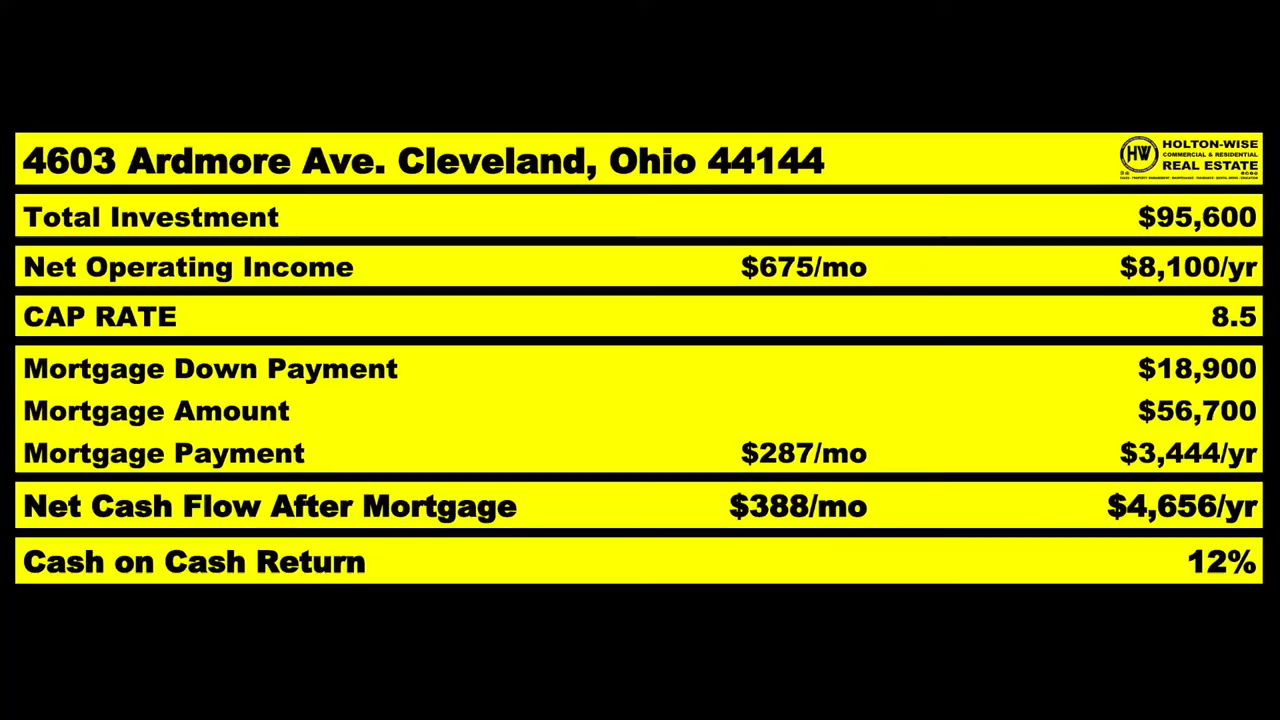 4603 Ardmore Ave. Cleveland, Ohio 44144
HW
HOLTON-WISE
COMMERCIAL & RESIDENTIAL
REAL ESTATE
Total Investment $95,600
Net Operating Income $675/mo $8,100/yr
CAP RATE 8.5
Mortgage Down Payment $18,900
Mortgage Amount $56,700
Mortgage Payment $287/mo $3,444/yr
Net Cash Flow After Mortgage $388/mo $4,656/yr
Cash on Cash Return 12%